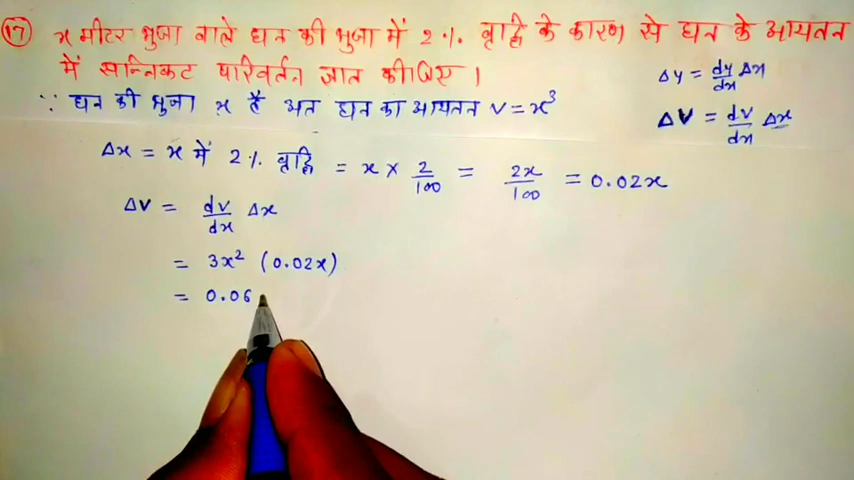 (17) x मीटर भुजा वाले घन की भुजा में 2% वृद्धि के कारण से घन के आयतन
में सन्निकट परिवर्तन ज्ञात कीजिए ।
∵ घन की भुजा x है अतः घन का आयतन V = x³
Δy = dy/dx Δx
ΔV = dV/dx Δx
Δx = x में 2% वृद्धि = x × 2/100 = 2x/100 = 0.02x
ΔV = dV/dx Δx
= 3x² (0.02x)
= 0.06